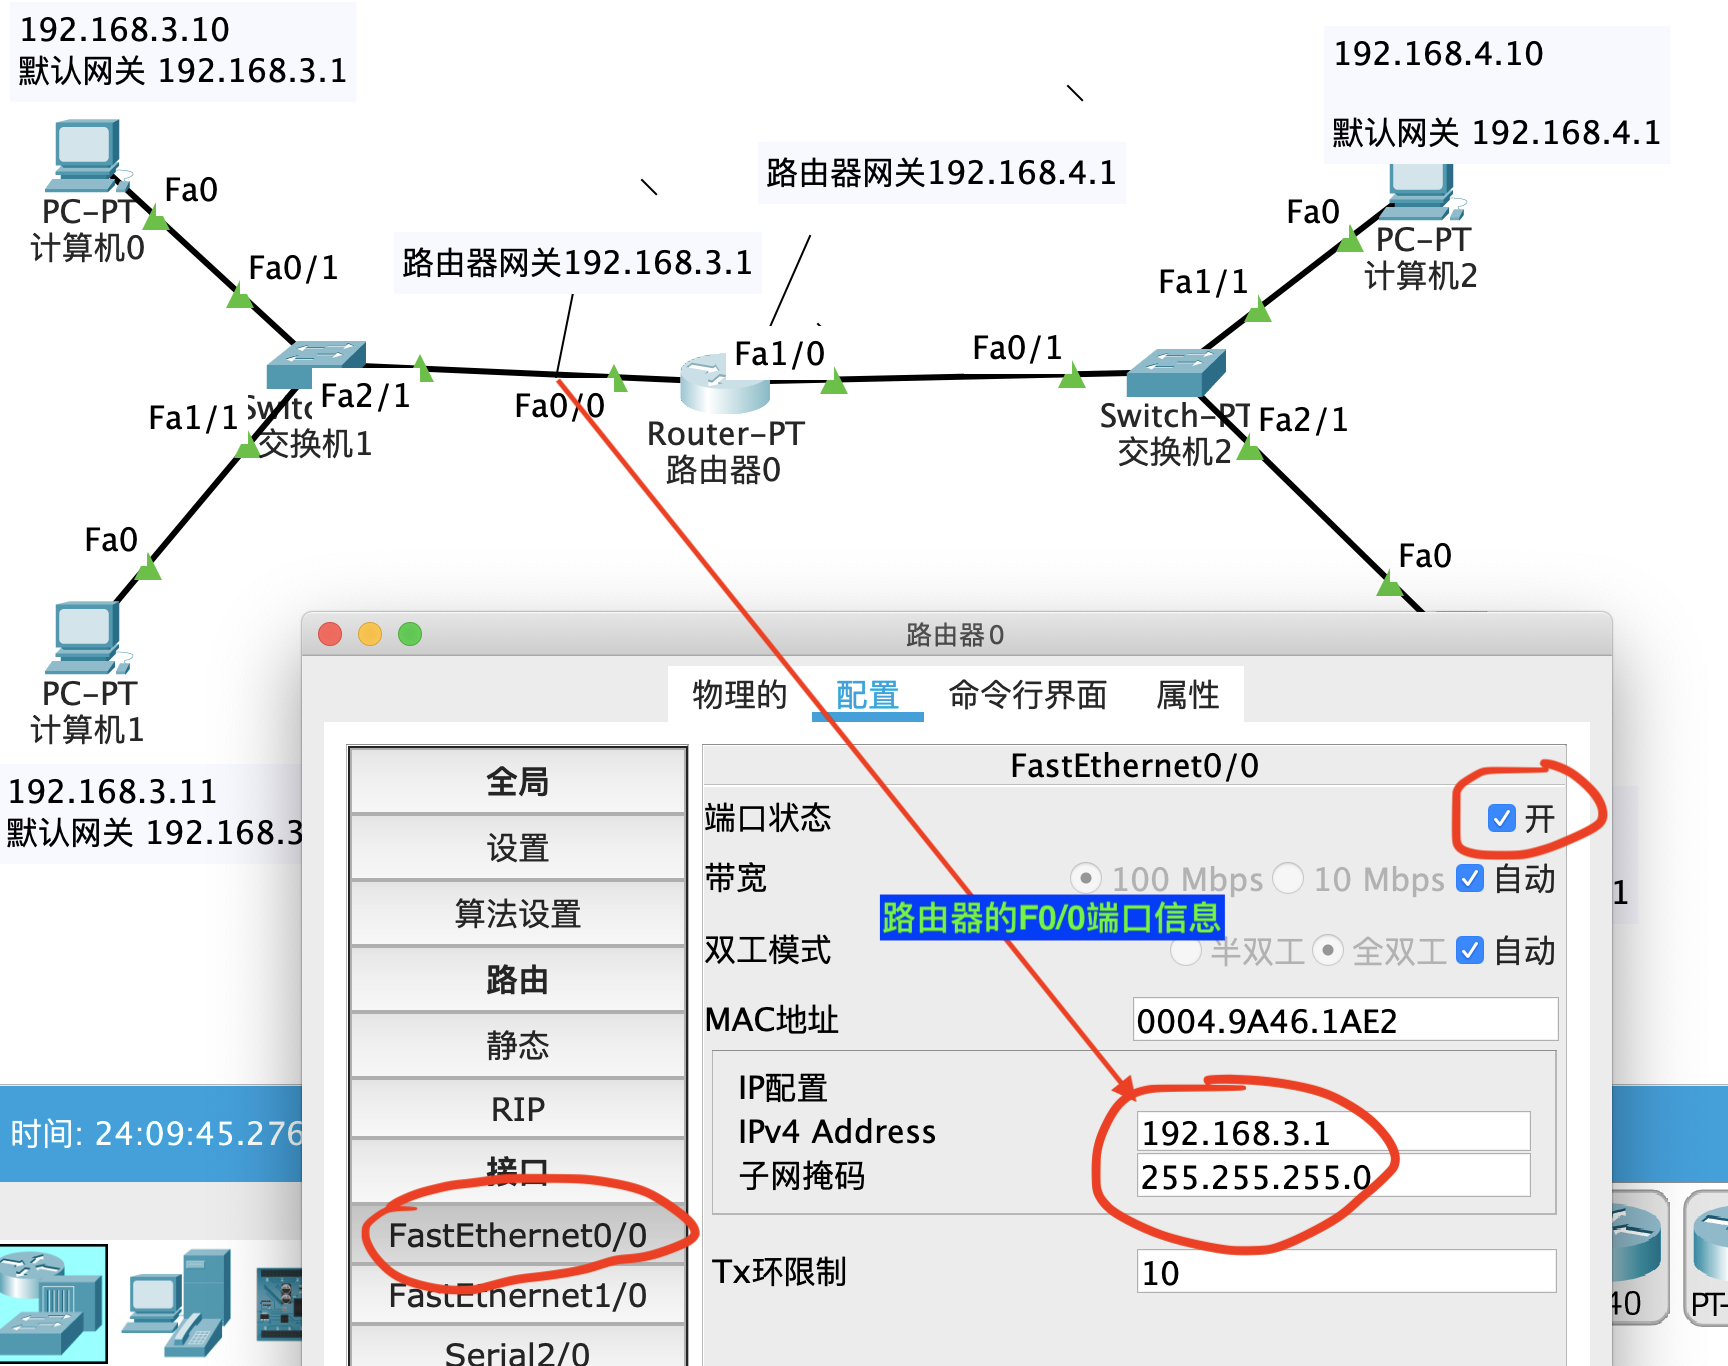 192.168.3.10
默认网关 192.168.3.1
192.168.4.10
默认网关 192.168.4.1
路由器网关192.168.4.1
路由器网关192.168.3.1
Fa0
PC-PT
计算机0
Fa0/1
Fa0
PC-PT
计算机2
Fa1/1
Fa1/0
Fa0/1
Fa2/1
Fa0/0
Fa1/1
交换机1
Router-PT
路由器0
Switch-PT
交换机2
Fa2/1
Fa0
Fa0
PC-PT
计算机1
192.168.3.11
默认网关 192.168.3
路由器0
物理的 配置 命令行界面 属性
全局
设置
算法设置
路由
静态
RIP
接口
FastEthernet0/0
FastEthernet1/0
Serial2/0
FastEthernet0/0
端口状态 开
带宽 100 Mbps 10 Mbps 自动
路由器的F0/0端口信息
双工模式 半双工 全双工 自动
MAC地址 0004.9A46.1AE2
IP配置
IPv4 Address 192.168.3.1
子网掩码 255.255.255.0
Tx环限制 10
时间: 24:09:45.276
1
40
PT-